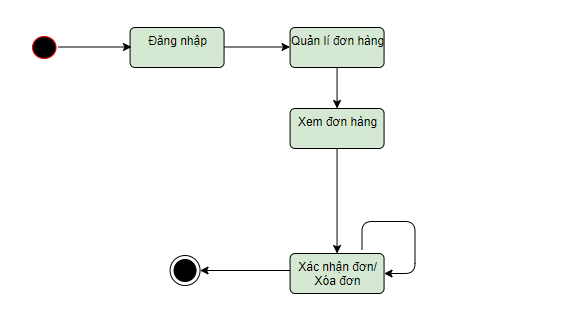 Đăng nhập
Quản lí đơn hàng
Xem đơn hàng
Xác nhận đơn/
Xóa đơn